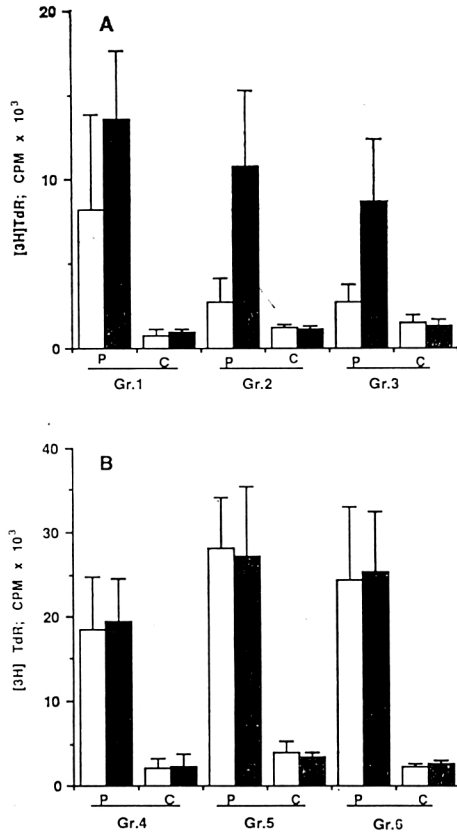 A
[3H]TdR; CPM x 10³
20
10
0
P C P C P C
Gr.1 Gr.2 Gr.3
B
[3H] TdR; CPM x 10³
40
30
20
10
0
P C P C P C
Gr.4 Gr.5 Gr.6